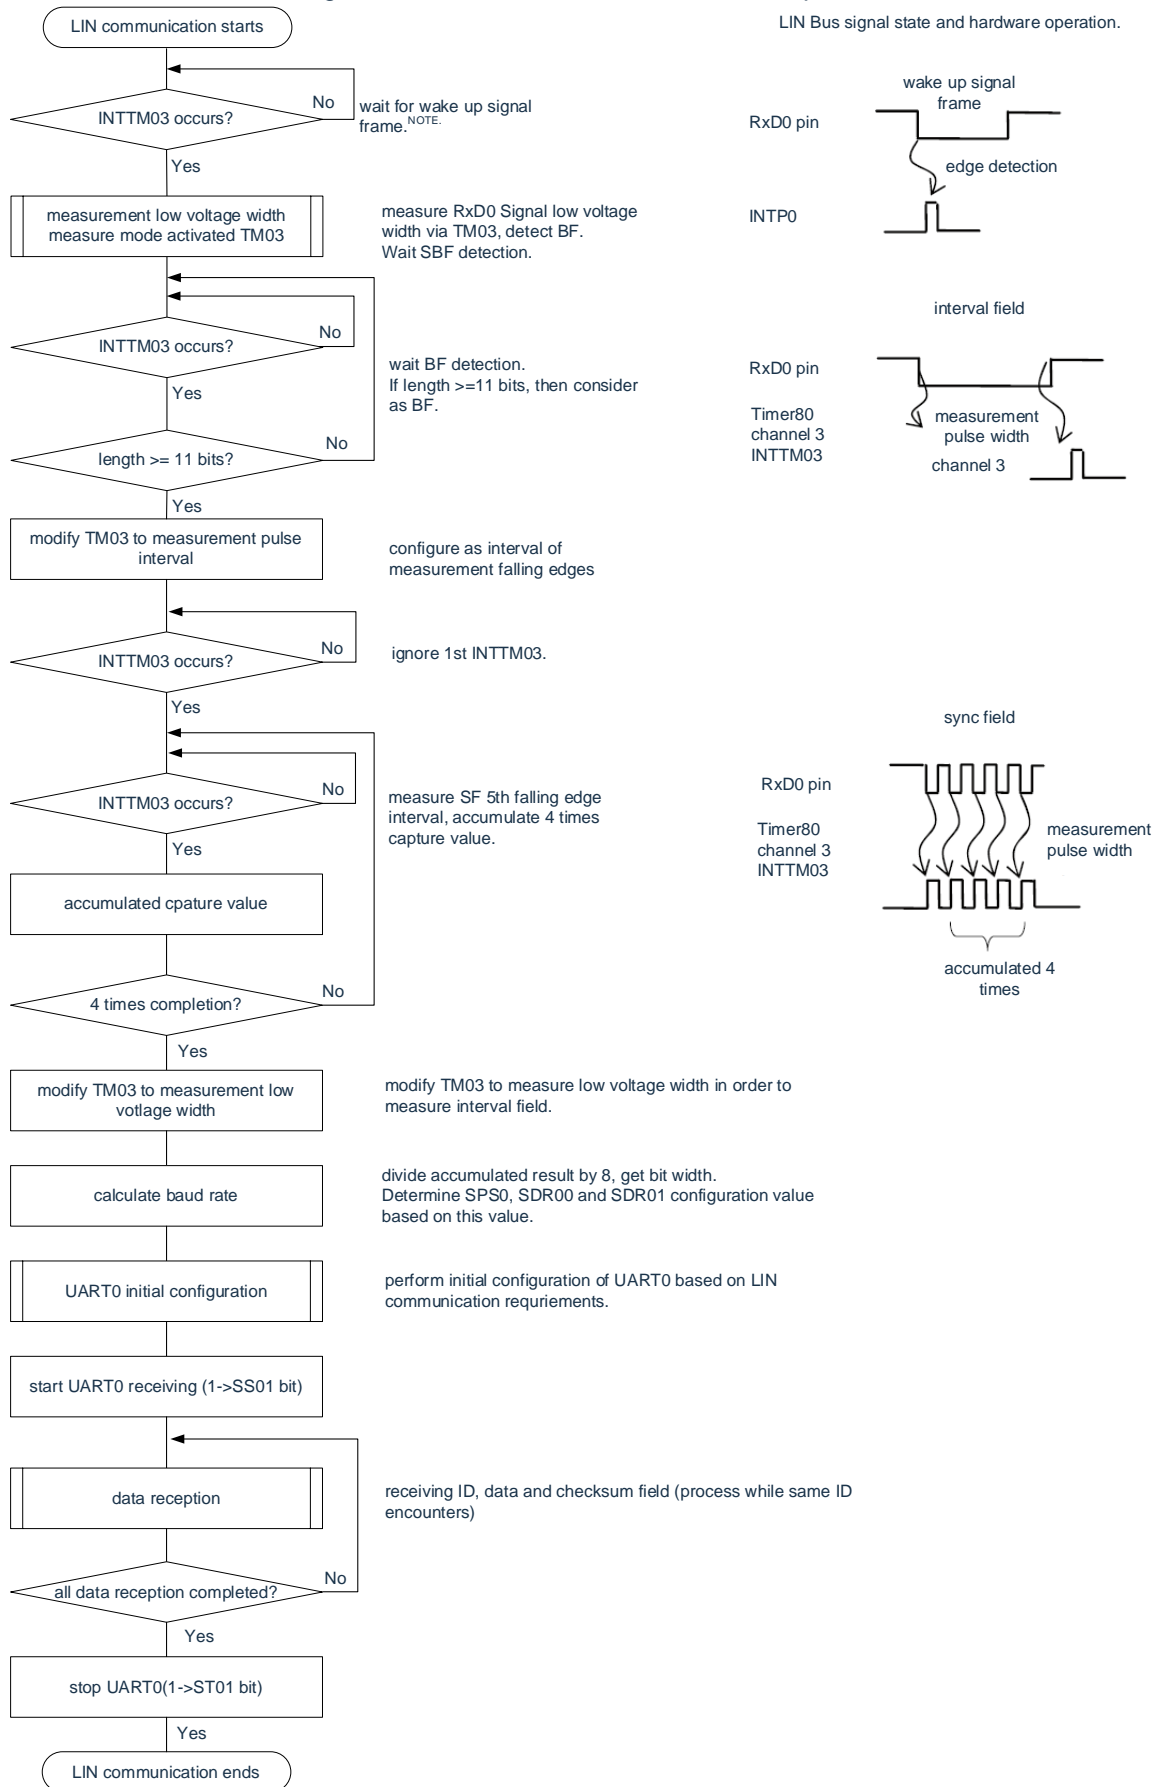 LIN communication starts
LIN Bus signal state and hardware operation.
INTTM03 occurs?
No
wait for wake up signal
frame.NOTE.
Yes
wake up signal
frame
RxD0 pin
edge detection
INTP0
measurement low voltage width
measure mode activated TM03
measure RxD0 Signal low voltage
width via TM03, detect BF.
Wait SBF detection.
INTTM03 occurs?
No
Yes
wait BF detection.
If length >=11 bits, then consider
as BF.
length >= 11 bits?
No
Yes
interval field
RxD0 pin
Timer80
channel 3
INTTM03
measurement
pulse width
channel 3
modify TM03 to measurement pulse
interval
configure as interval of
measurement falling edges
INTTM03 occurs?
No
ignore 1st INTTM03.
Yes
INTTM03 occurs?
No
measure SF 5th falling edge
interval, accumulate 4 times
capture value.
Yes
sync field
RxD0 pin
Timer80
channel 3
INTTM03
measurement
pulse width
accumulated 4
times
accumulated cpature value
4 times completion?
No
Yes
modify TM03 to measurement low
votlage width
modify TM03 to measure low voltage width in order to
measure interval field.
calculate baud rate
divide accumulated result by 8, get bit width.
Determine SPS0, SDR00 and SDR01 configuration value
based on this value.
UART0 initial configuration
perform initial configuration of UART0 based on LIN
communication requriements.
start UART0 receiving (1->SS01 bit)
data reception
receiving ID, data and checksum field (process while same ID
encounters)
all data reception completed?
No
Yes
stop UART0(1->ST01 bit)
Yes
LIN communication ends